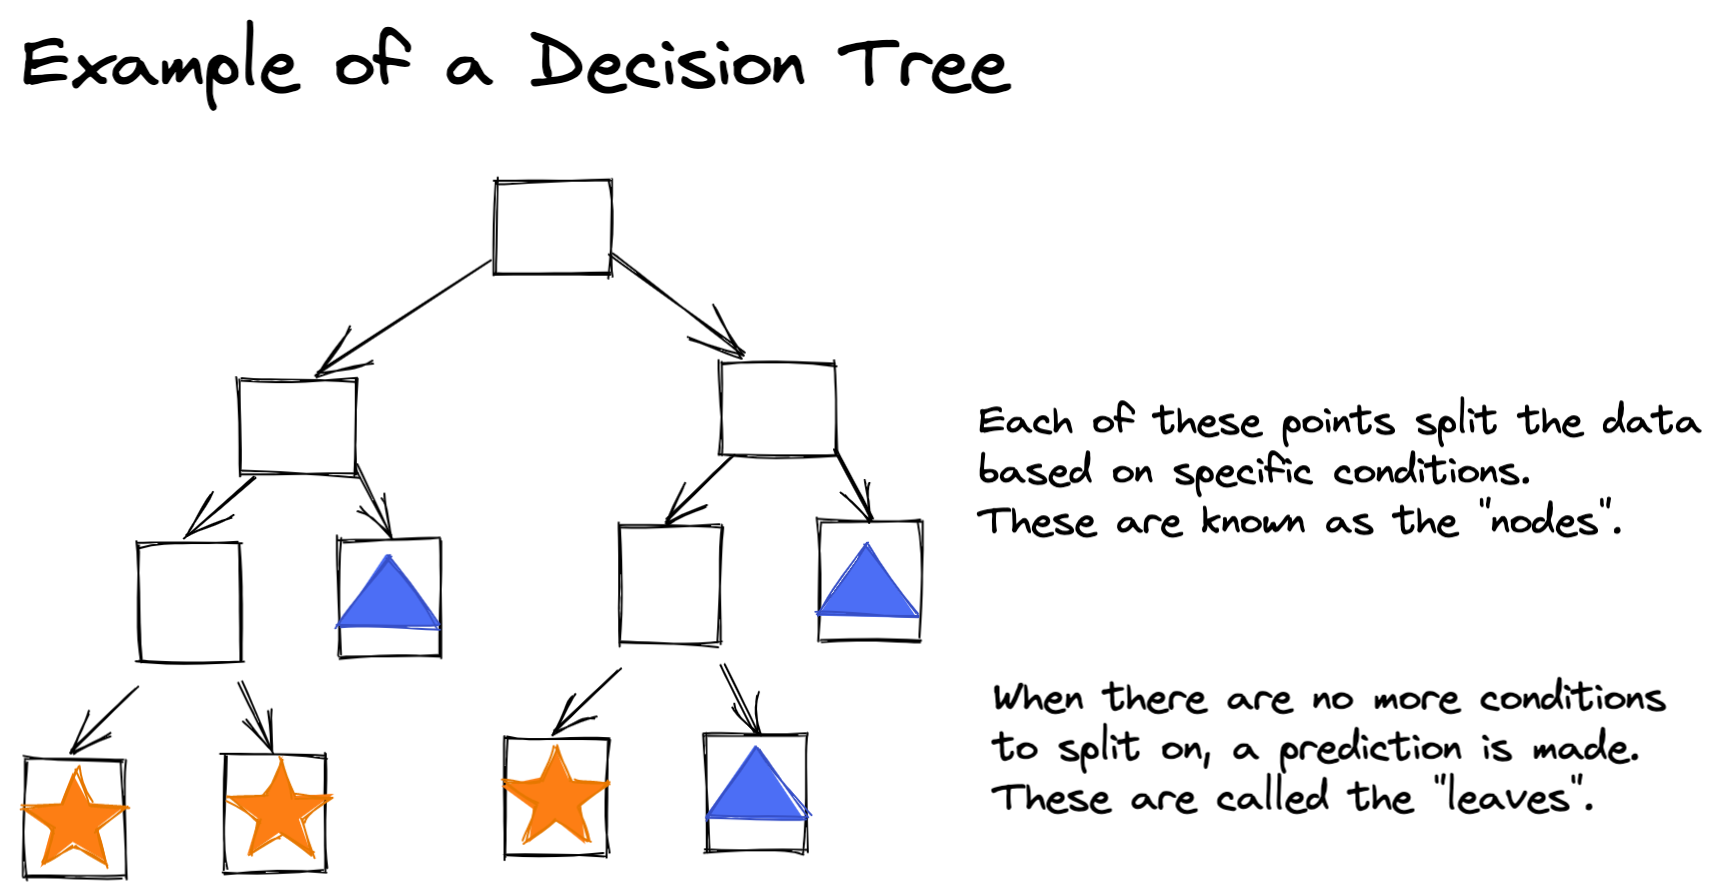 Example of a Decision Tree
Each of these points split the data
based on specific conditions.
These are known as the "nodes".
When there are no more conditions
to split on, a prediction is made.
These are called the "leaves".